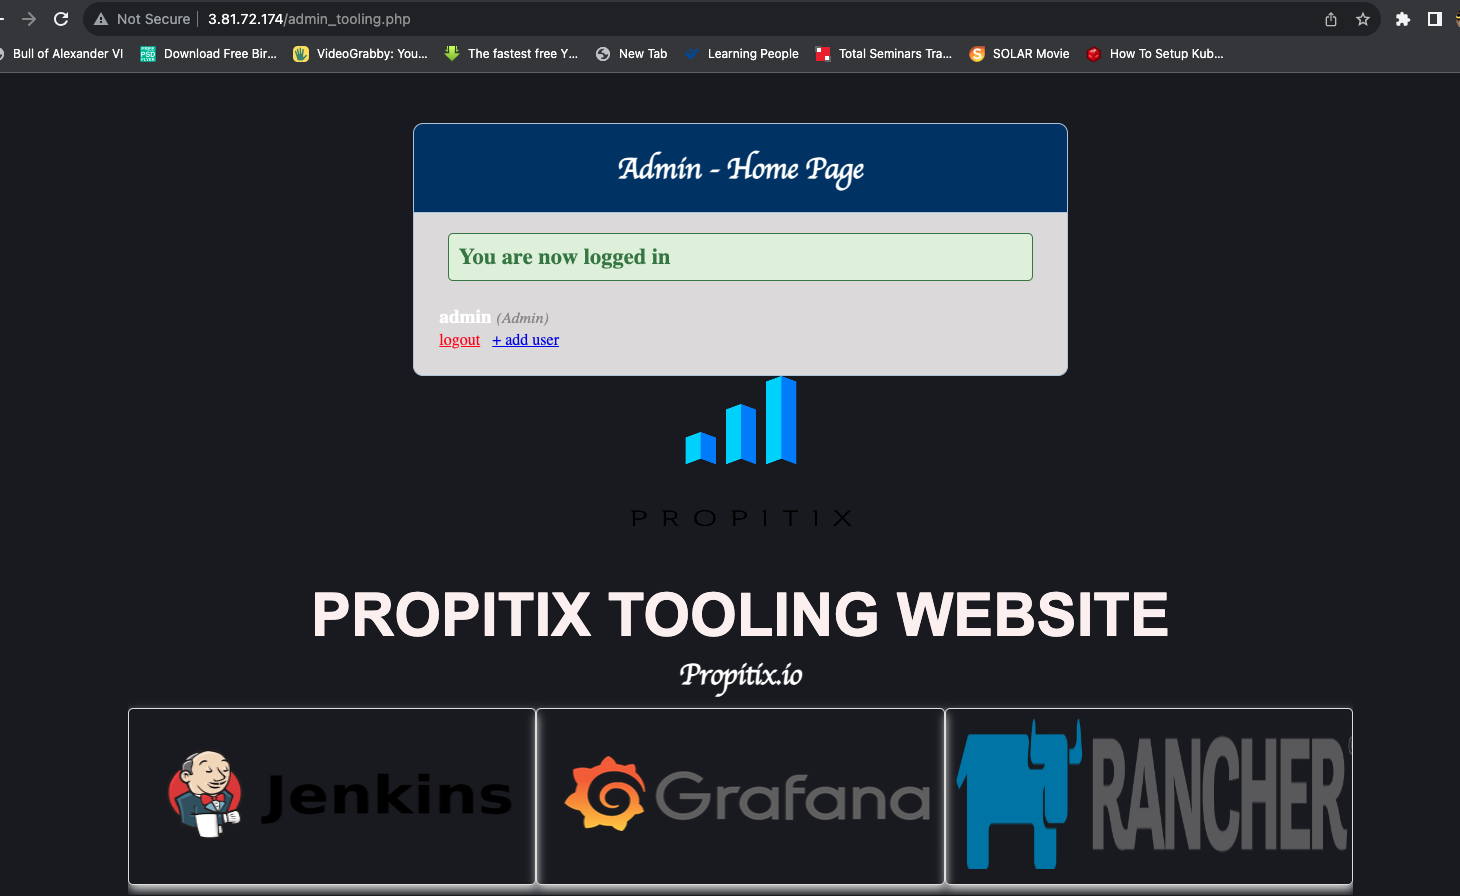 Not Secure 3.81.72.174/admin_tooling.php
Bull of Alexander VI Download Free Bir... VideoGrabby: You... The fastest free Y... New Tab Learning People Total Seminars Tra... SOLAR Movie How To Setup Kub...
Admin - Home Page
You are now logged in
admin (Admin)
logout + add user
PROPITIX
PROPITIX TOOLING WEBSITE
Propitix.io
Jenkins Grafana RANCHER